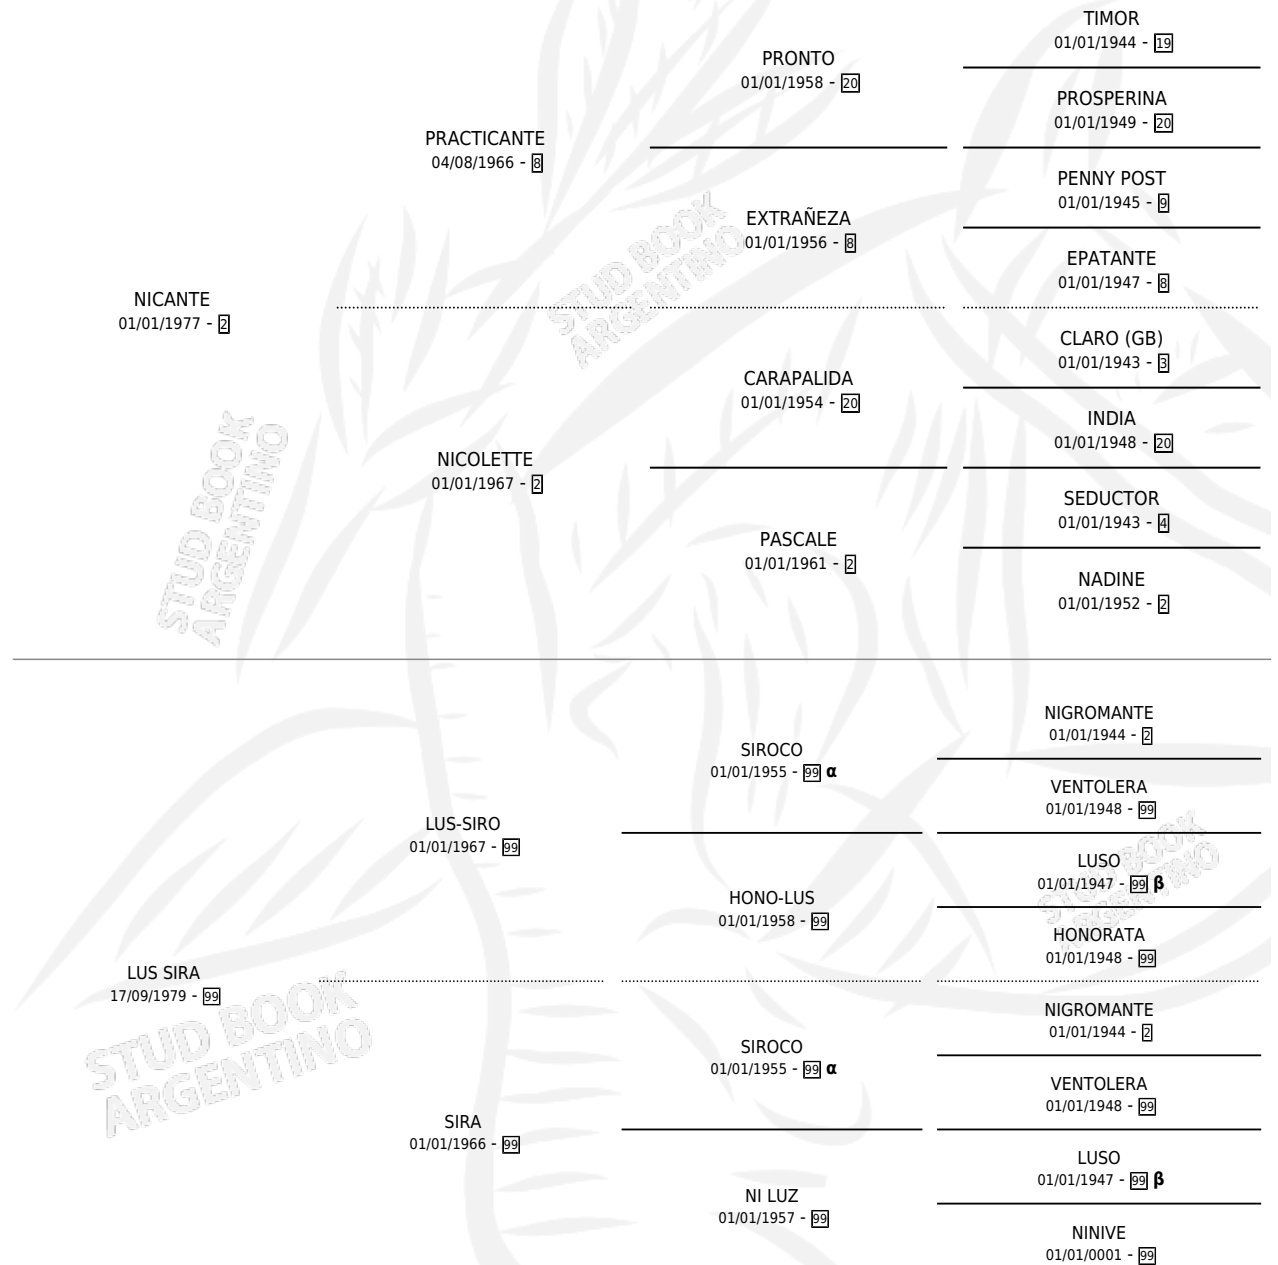 TIMOR
01/01/1944 - 19
PRONTO
01/01/1958 - 20
PROSPERINA
01/01/1949 - 20
PRACTICANTE
04/08/1966 - 8
PENNY POST
01/01/1945 - 9
EXTRAÑEZA
01/01/1956 - 8
EPATANTE
01/01/1947 - 8
NICANTE
01/01/1977 - 2
CLARO (GB)
01/01/1943 - 3
CARAPALIDA
01/01/1954 - 20
INDIA
01/01/1948 - 20
NICOLETTE
01/01/1967 - 2
SEDUCTOR
01/01/1943 - 4
PASCALE
01/01/1961 - 2
NADINE
01/01/1952 - 2
STUD BOOK
ARGENTINO
STUD BOOK
ARGENTINO
NIGROMANTE
01/01/1944 - 2
SIROCO
01/01/1955 - 99 α
VENTOLERA
01/01/1948 - 99
LUS-SIRO
01/01/1967 - 99
LUSO
01/01/1947 - 99 β
HONO-LUS
01/01/1958 - 99
HONORATA
01/01/1948 - 99
STUD BOOK
ARGENTINO
LUS SIRA
17/09/1979 - 99
STUD BOOK
ARGENTINO
NIGROMANTE
01/01/1944 - 2
SIROCO
01/01/1955 - 99 α
VENTOLERA
01/01/1948 - 99
SIRA
01/01/1966 - 99
LUSO
01/01/1947 - 99 β
NI LUZ
01/01/1957 - 99
NINIVE
01/01/0001 - 99